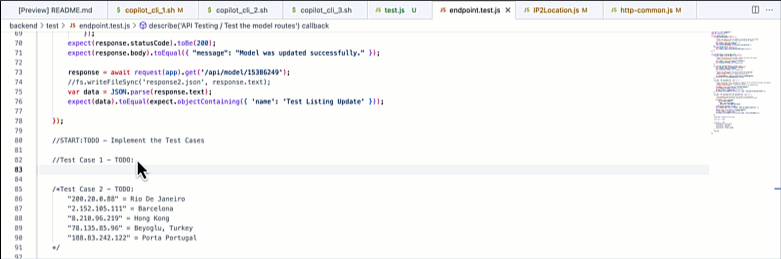 [Preview] README.md copilot_cli_1.sh M copilot_cli_2.sh copilot_cli_3.sh test.js U endpoint.test.js IP2Location.js M http-common.js M
backend > test > endpoint.test.js > describe('API Testing / Test the model routes') callback
69 });
70 expect(response.statusCode).toBe(200);
71 expect(response.body).toEqual({ "message": "Model was updated successfully." });
72
73 response = await request(app).get("/api/model/15386249");
74 //fs.writeFileSync('response2.json', response.text);
75 var data = JSON.parse(response.text);
76 expect(data).toEqual(expect.objectContaining({ 'name': 'Test Listing Update' }));
77
78 });
79
80 //START:TODO - Implement the Test Cases
81
82 //Test Case 1 - TODO:
83
84
85 /*Test Case 2 - TODO:
86 "200.20.0.88" = Rio De Janeiro
87 "2.152.105.111" = Barcelona
88 "8.210.96.219" = Hong Kong
89 "78.135.85.96" = Beyoglu, Turkey
90 "188.83.242.122" = Porta Portugal
91 */
92